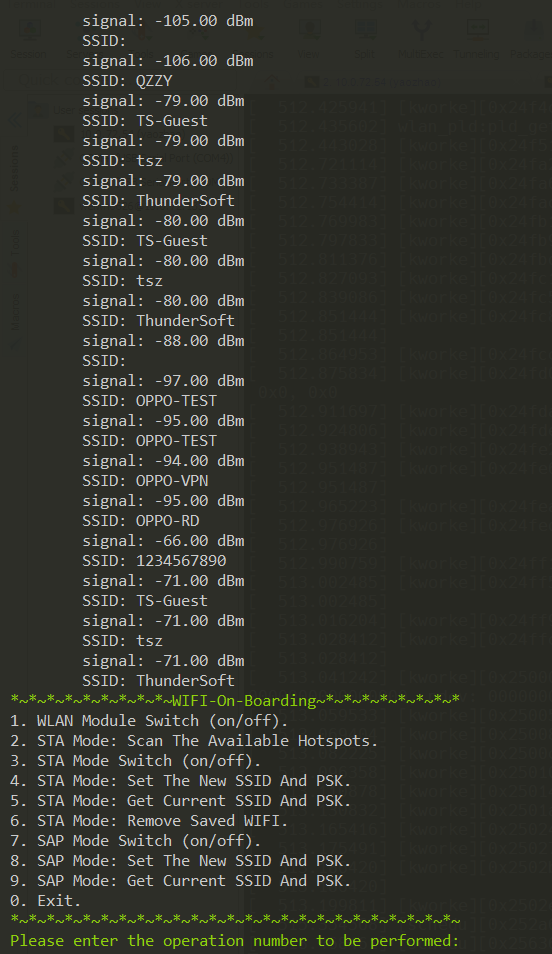 signal: -105.00 dBm
SSID:
signal: -106.00 dBm
SSID: QZZY
signal: -79.00 dBm
SSID: TS-Guest
signal: -79.00 dBm
SSID: tsz
signal: -79.00 dBm
SSID: ThunderSoft
signal: -80.00 dBm
SSID: TS-Guest
signal: -80.00 dBm
SSID: tsz
signal: -80.00 dBm
SSID: ThunderSoft
signal: -88.00 dBm
SSID:
signal: -97.00 dBm
SSID: OPPO-TEST
signal: -95.00 dBm
SSID: OPPO-TEST
signal: -94.00 dBm
SSID: OPPO-VPN
signal: -95.00 dBm
SSID: OPPO-RD
signal: -66.00 dBm
SSID: 1234567890
signal: -71.00 dBm
SSID: TS-Guest
signal: -71.00 dBm
SSID: tsz
signal: -71.00 dBm
SSID: ThunderSoft
*~*~*~*~*~*~*~*~*~WIFI-On-Boarding~*~*~*~*~*~*~*~*
1. WLAN Module Switch (on/off).
2. STA Mode: Scan The Available Hotspots.
3. STA Mode Switch (on/off).
4. STA Mode: Set The New SSID And PSK.
5. STA Mode: Get Current SSID And PSK.
6. STA Mode: Remove Saved WIFI.
7. SAP Mode Switch (on/off).
8. SAP Mode: Set The New SSID And PSK.
9. SAP Mode: Get Current SSID And PSK.
0. Exit.
*~*~*~*~*~*~*~*~*~*~*~*~*~*~*~*~*~*~*~*~*~*~*~*~*~
Please enter the operation number to be performed: